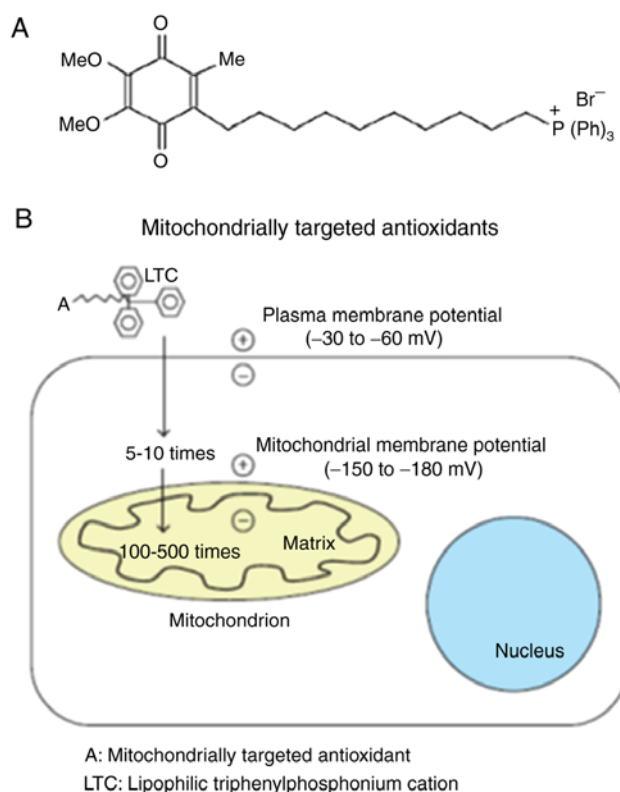 A
O
MeO
Me
MeO
O
Br−
+
P (Ph)3
B
Mitochondrially targeted antioxidants
LTC
A
Plasma membrane potential
(−30 to −60 mV)
+
−
5-10 times
Mitochondrial membrane potential
(−150 to −180 mV)
+
−
100-500 times
Matrix
Mitochondrion
Nucleus
A: Mitochondrially targeted antioxidant
LTC: Lipophilic triphenylphosphonium cation